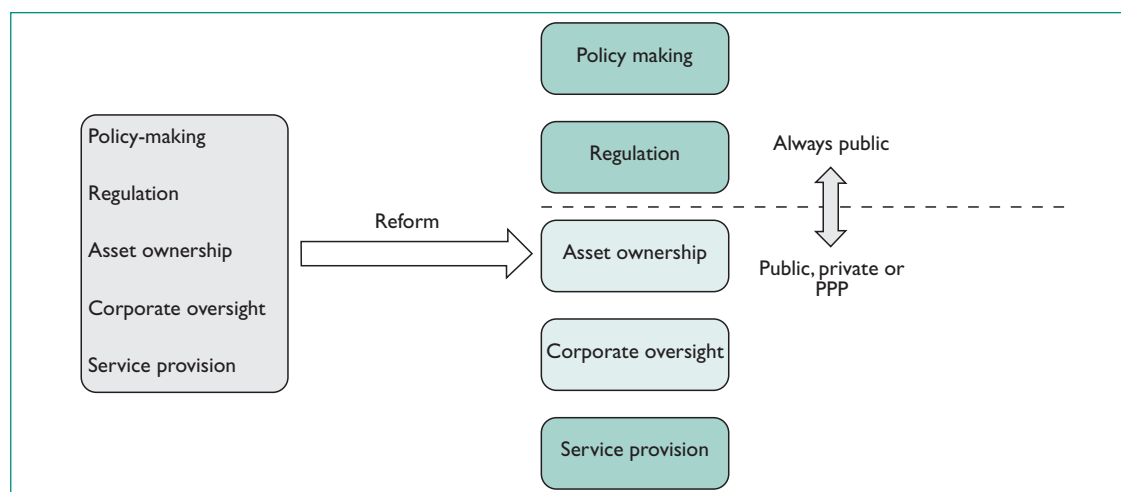 Policy-making
Regulation
Asset ownership
Corporate oversight
Service provision
Reform
Policy making
Regulation
Asset ownership
Corporate oversight
Service provision
Always public
Public, private or
PPP